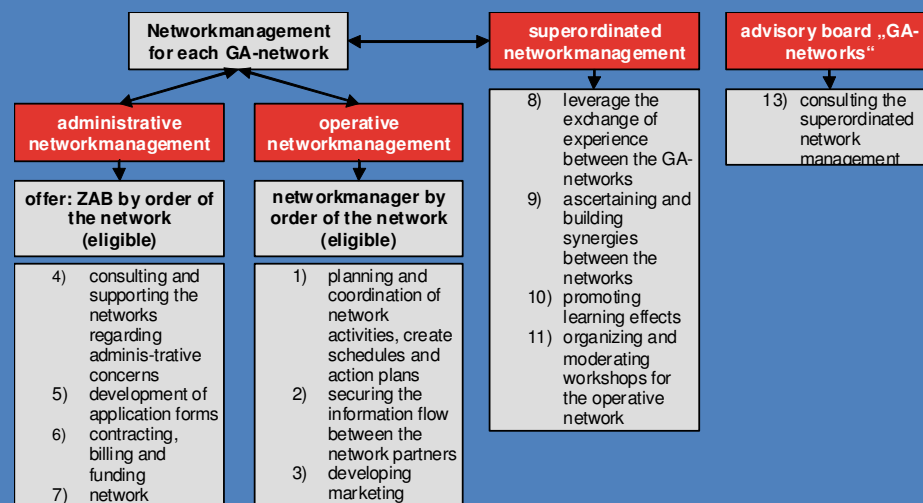 Networkmanagement
for each GA-network
superordinated
networkmanagement
advisory board „GA-
networks“
administrative
networkmanagement
operative
networkmanagement
offer: ZAB by order of
the network
(eligible)
networkmanager by
order of the network
(eligible)
4) consulting and
supporting the
networks
regarding
adminis-trative
concerns
5) development of
application forms
6) contracting,
billing and
funding
7) network
1) planning and
coordination of
network
activities, create
schedules and
action plans
2) securing the
information flow
between the
network partners
3) developing
marketing
8) leverage the
exchange of
experience
between the GA-
networks
9) ascertaining and
building
synergies
between the
networks
10) promoting
learning effects
11) organizing and
moderating
workshops for
the operative
network
13) consulting the
superordinated
network
management